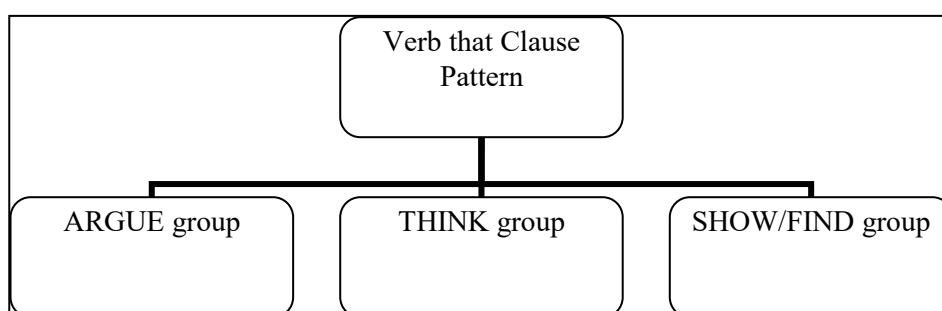 Verb that Clause
Pattern
ARGUE group
THINK group
SHOW/FIND group